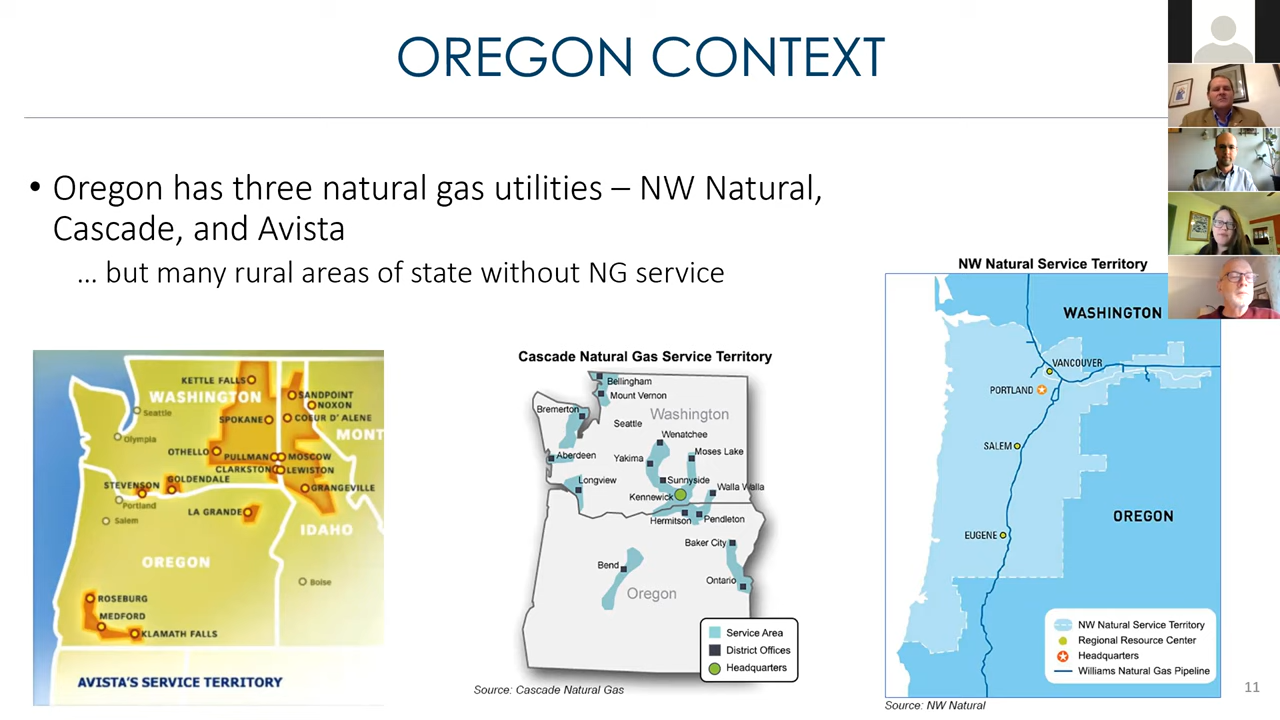 OREGON CONTEXT
• Oregon has three natural gas utilities – NW Natural,
Cascade, and Avista
... but many rural areas of state without NG service
KETTLE FALLS
WASHINGTON
SANDPOINT
NOXON
Seattle
SPOKANE
COEUR D' ALENE
Olympia
MONT
OTHELLO
PULLMAN
MOSCOW
CLARKSTON
LEWISTON
STEVENSON
GOLDENDALE
GRANGEVILLE
Portland
Salem
LA GRANDE
IDAHO
OREGON
Boise
ROSEBURG
MEDFORD
KLAMATH FALLS
AVISTA'S SERVICE TERRITORY
Cascade Natural Gas Service Territory
Bellingham
Mount Vernon
Bremerton
Washington
Seattle
Wenatchee
Aberdeen
Yakima
Moses Lake
Longview
Sunnyside
Walla Walla
Kennewick
Hermitson
Pendleton
Baker City
Bend
Ontario
Oregon
Service Area
District Offices
Headquarters
Source: Cascade Natural Gas
NW Natural Service Territory
WASHINGTON
VANCOUVER
PORTLAND
SALEM
OREGON
EUGENE
NW Natural Service Territory
Regional Resource Center
Headquarters
Williams Natural Gas Pipeline
Source: NW Natural
11